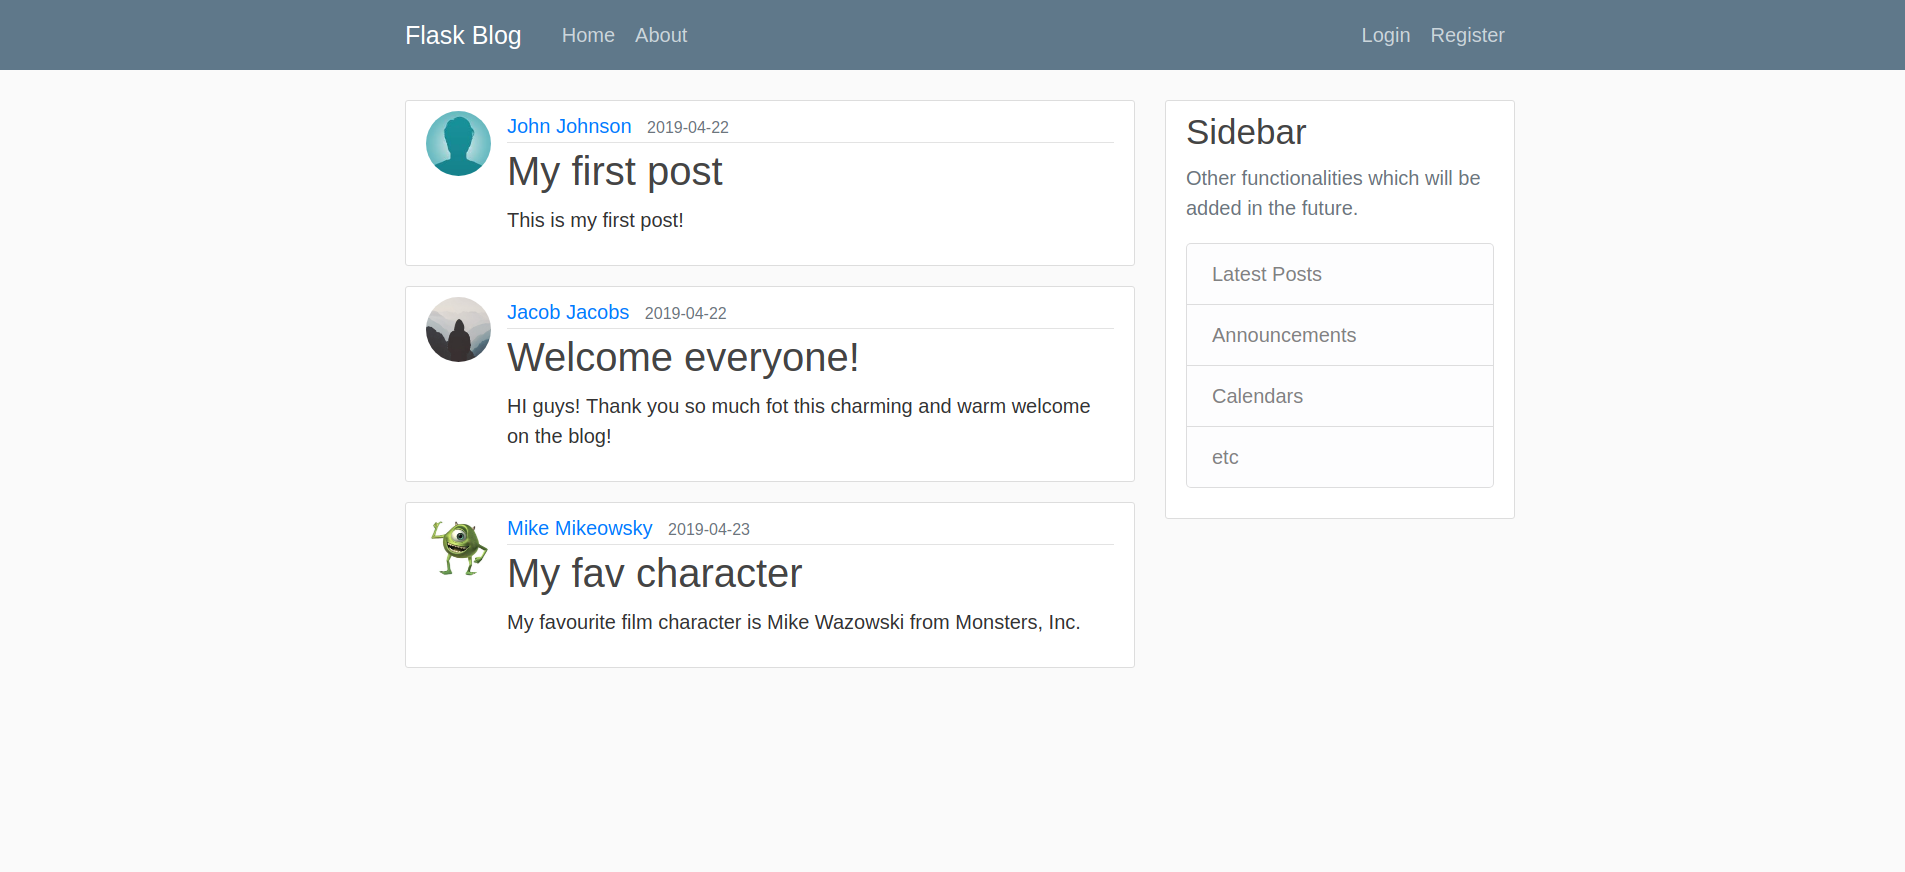 Flask Blog Home About Login Register
John Johnson 2019-04-22
My first post
This is my first post!
Jacob Jacobs 2019-04-22
Welcome everyone!
HI guys! Thank you so much fot this charming and warm welcome
on the blog!
Mike Mikeowsky 2019-04-23
My fav character
My favourite film character is Mike Wazowski from Monsters, Inc.
Sidebar
Other functionalities which will be
added in the future.
Latest Posts
Announcements
Calendars
etc